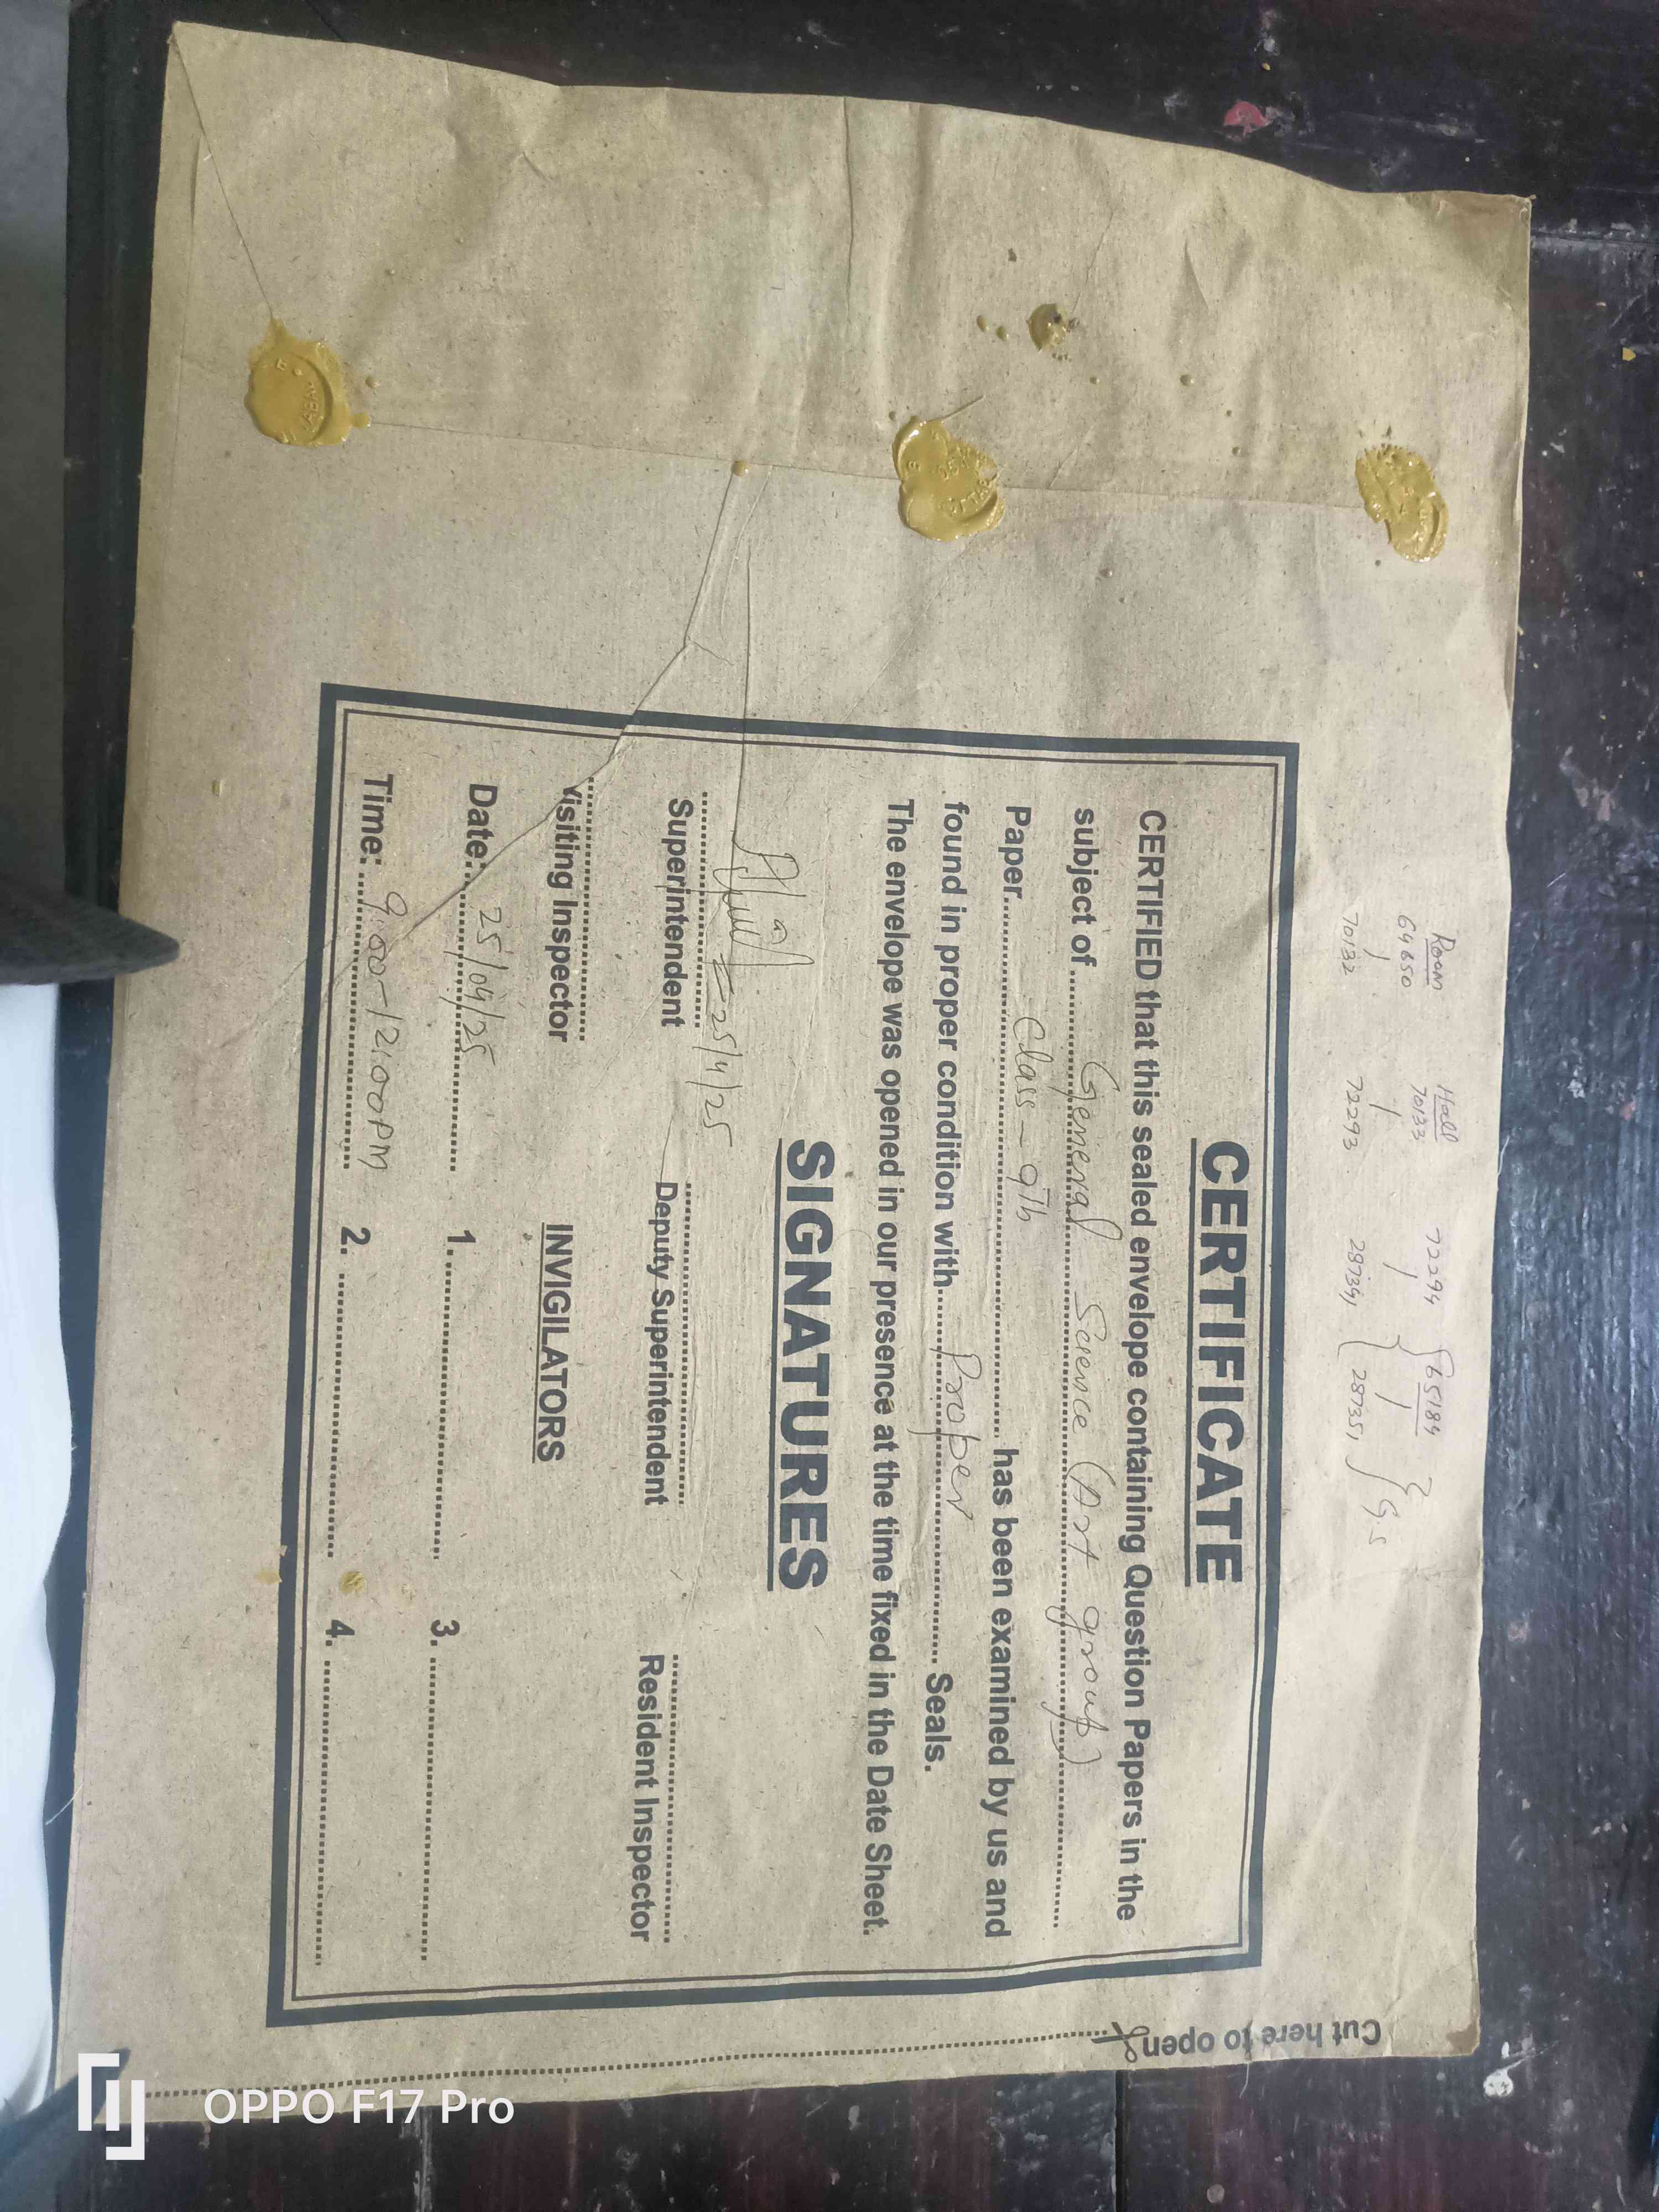 Room Hall 72294 65189
69650 70133 | |
| | 287341 287351 G.S
70132 72293
CERTIFICATE
CERTIFIED that this sealed envelope containing Question Papers in the
subject of General Science (Art group)
Paper Class - 9th has been examined by us and
found in proper condition with Proper Seals.
The envelope was opened in our presence at the time fixed in the Date Sheet.
SIGNATURES
25/4/25
Superintendent Deputy Superintendent Resident Inspector
Visiting Inspector INVIGILATORS
Date: 25/04/25 1. 3.
Time: 9:00-12:00PM 2. 4.
Cut here to open
OPPO F17 Pro